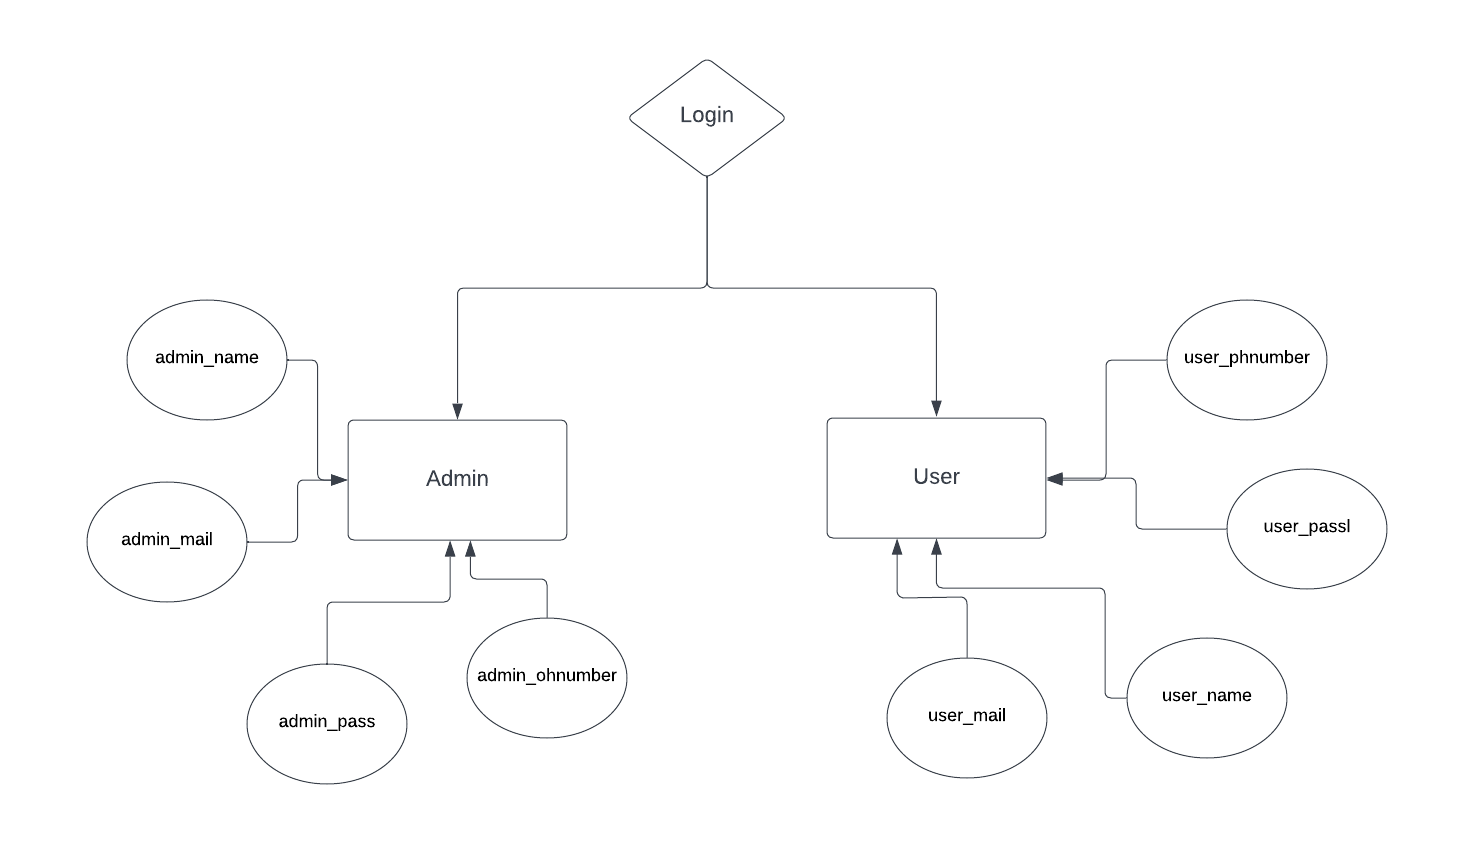 Login
admin_name
user_phnumber
Admin
User
admin_mail
user_passl
admin_ohnumber
user_name
admin_pass
user_mail